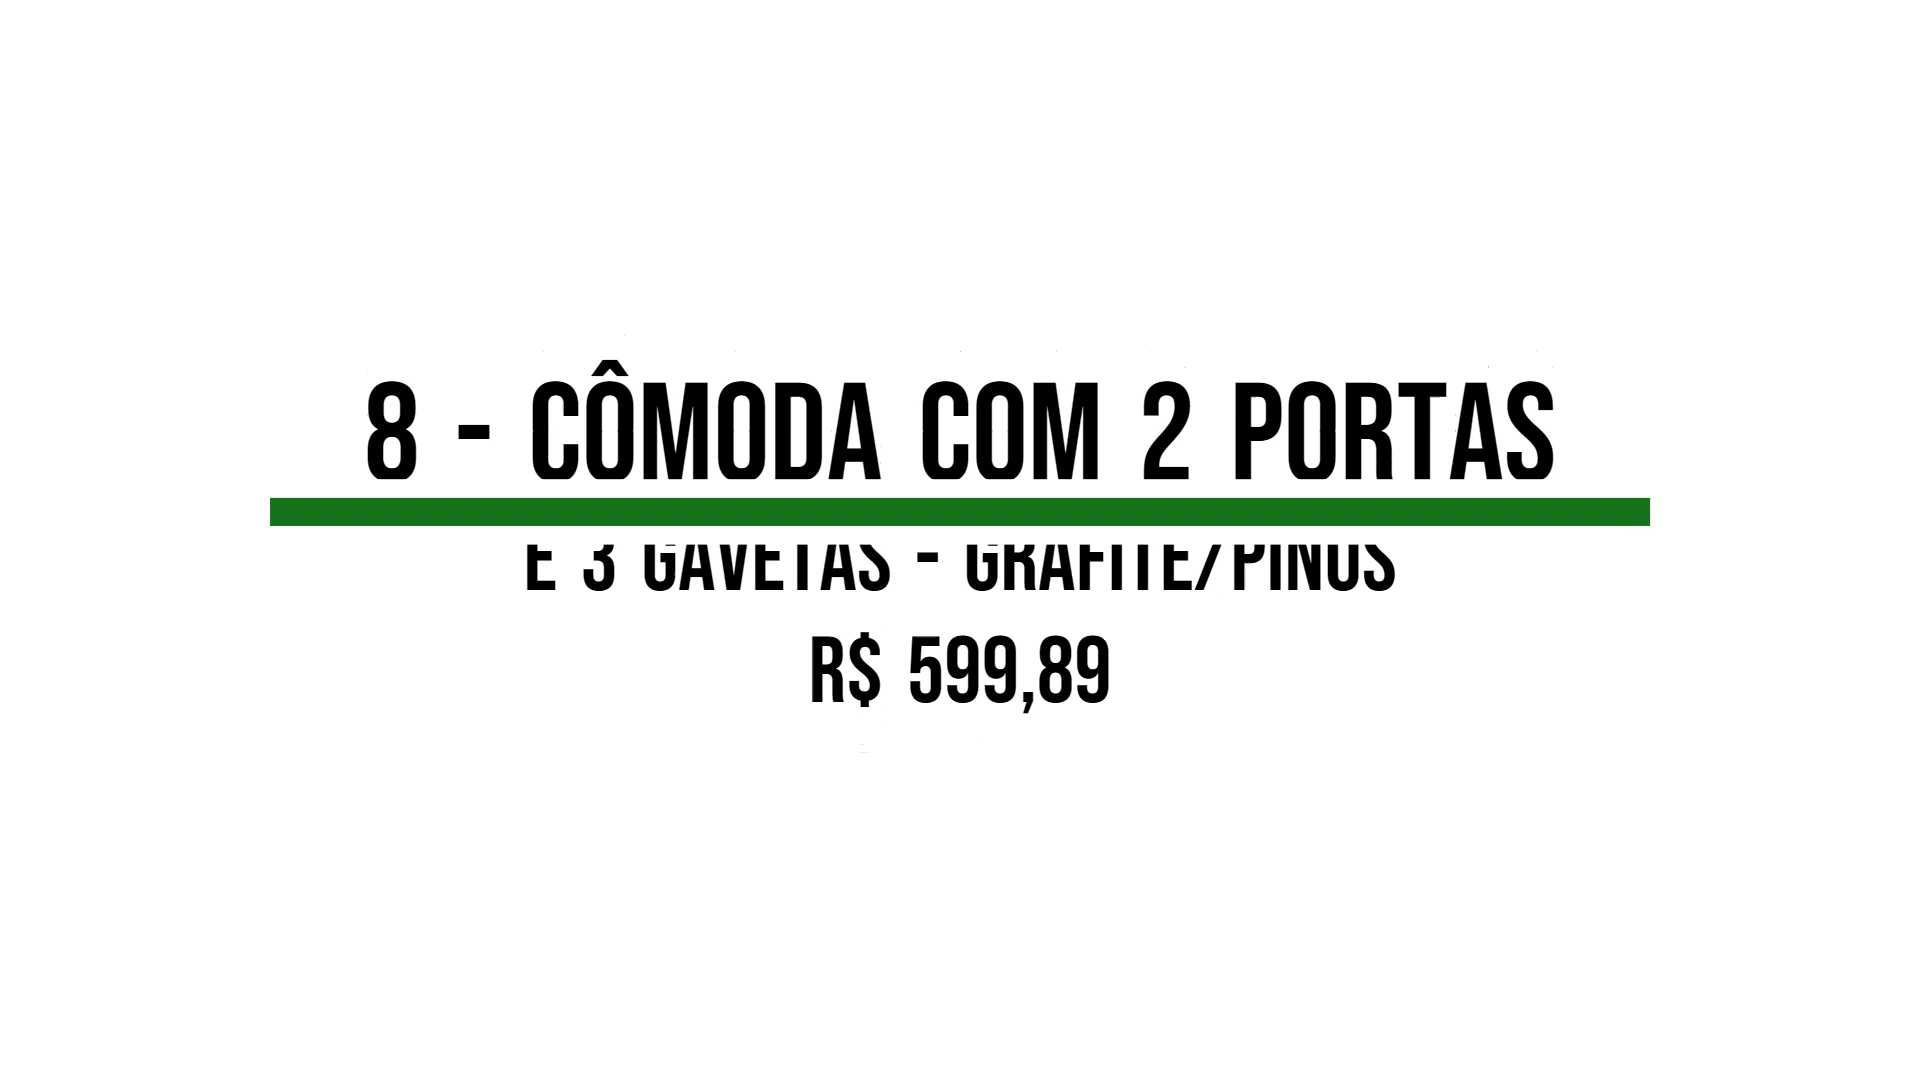 8 - CÔMODA COM 2 PORTAS
E 3 GAVETAS - GRAFITE/PINUS
R$ 599,89